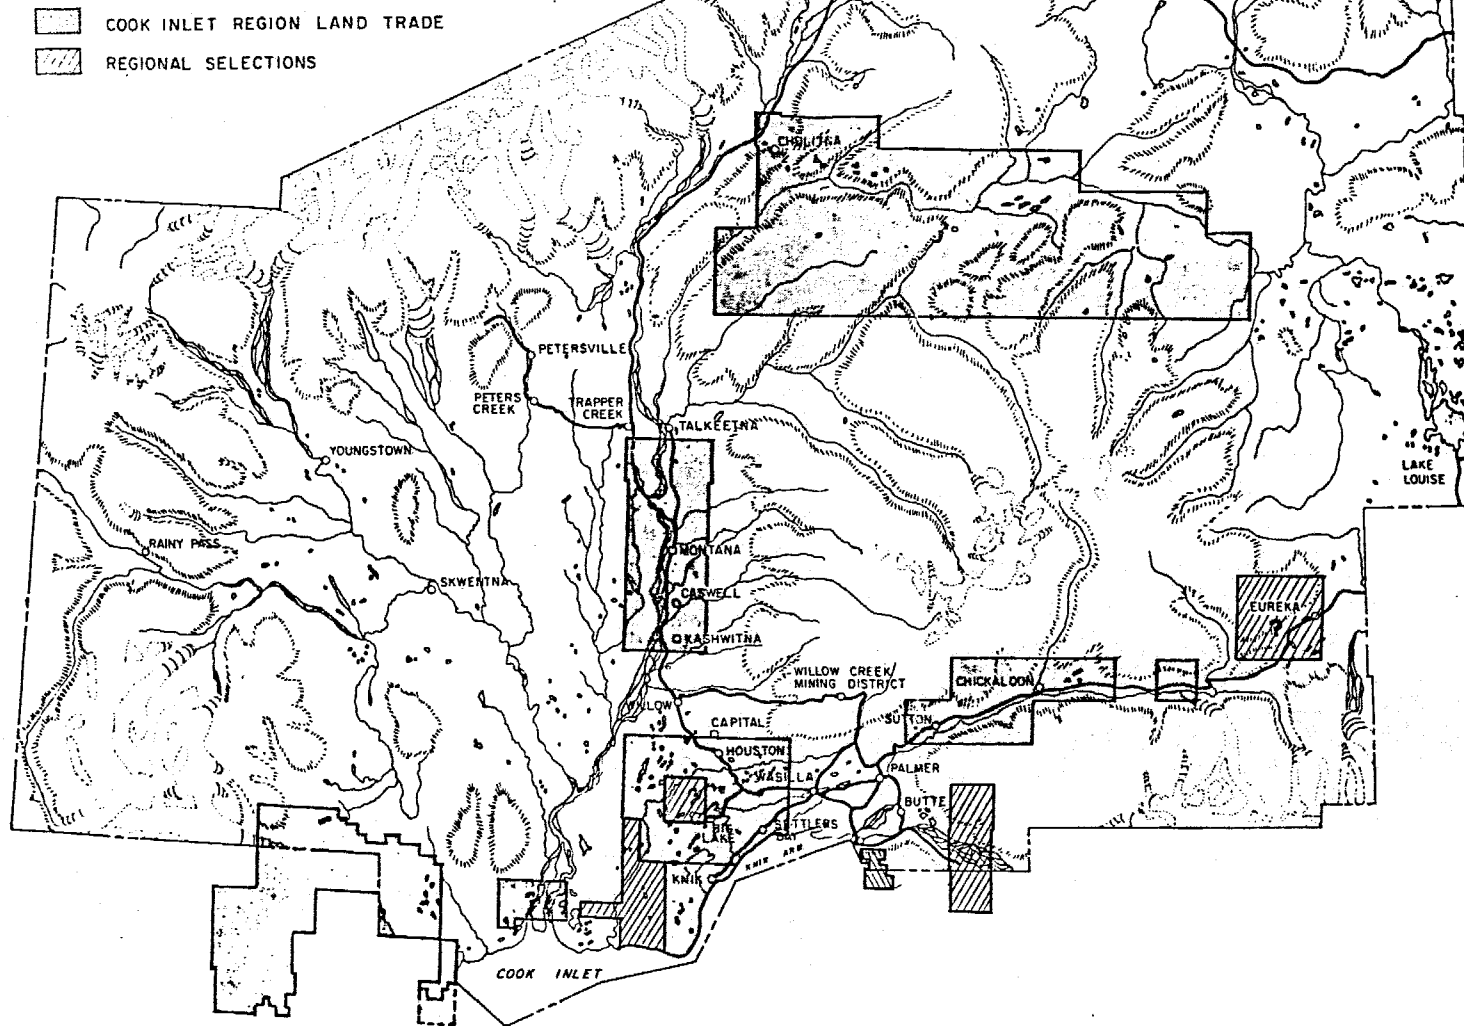 COOK INLET REGION LAND TRADE
REGIONAL SELECTIONS
CHULITNA
PETERSVILLE
PETERS
CREEK
TRAPPER
CREEK
TALKEETNA
YOUNGSTOWN
LAKE
LOUISE
RAINY PASS
MONTANA
SKWENTNA
CASWELL
EUREKA
KASHWITNA
WILLOW CREEK/
MINING DISTRICT
CHICKALOON
WILLOW
CAPITAL
SUTTON
HOUSTON
WASILLA
PALMER
BUTTE
BIG
LAKE
SETTLERS
BAY
KNIK ARM
KNIK
COOK INLET